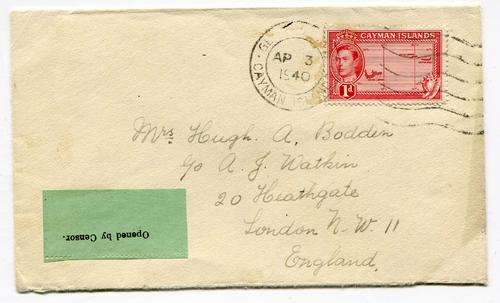 CAYMAN ISLANDS
1d
AP 3
1940
CAYMAN ISLAN
Mrs Hugh. A. Bodden
c/o A. J. Watkin
20 Heathgate
London N. W. 11
England.
Opened by Censor.